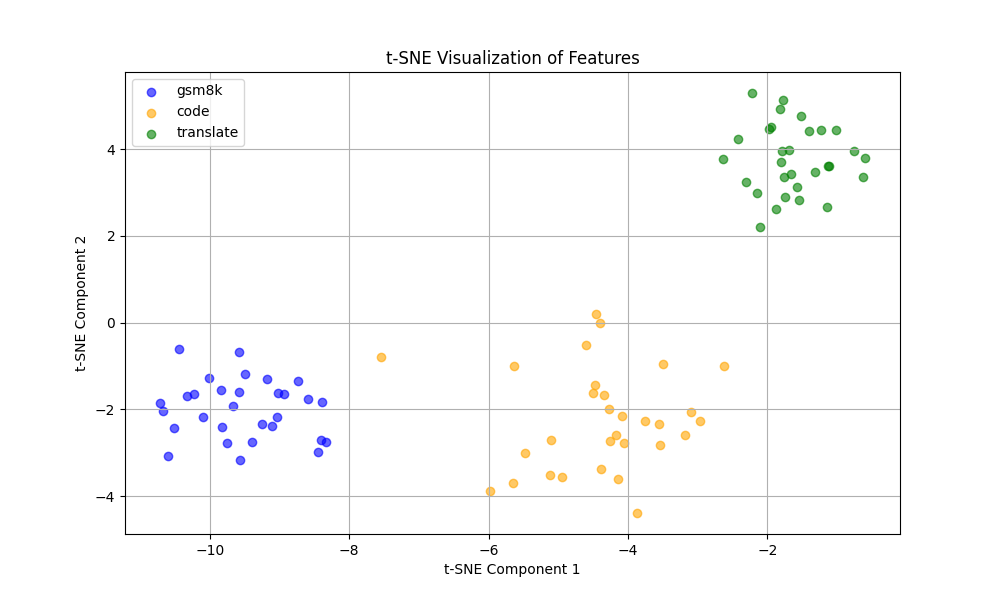 t-SNE Visualization of Features
gsm8k
code
translate
4
2
0
−2
−4
t-SNE Component 2
−10
−8
−6
−4
−2
t-SNE Component 1